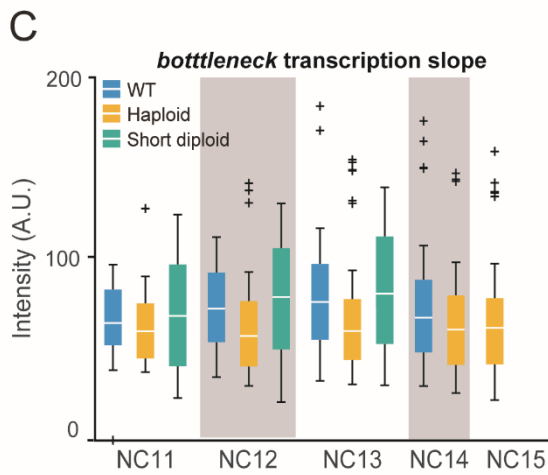 C
botttleneck transcription slope
200
WT
Haploid
Short diploid
Intensity (A.U.)
100
0
NC11 NC12 NC13 NC14 NC15